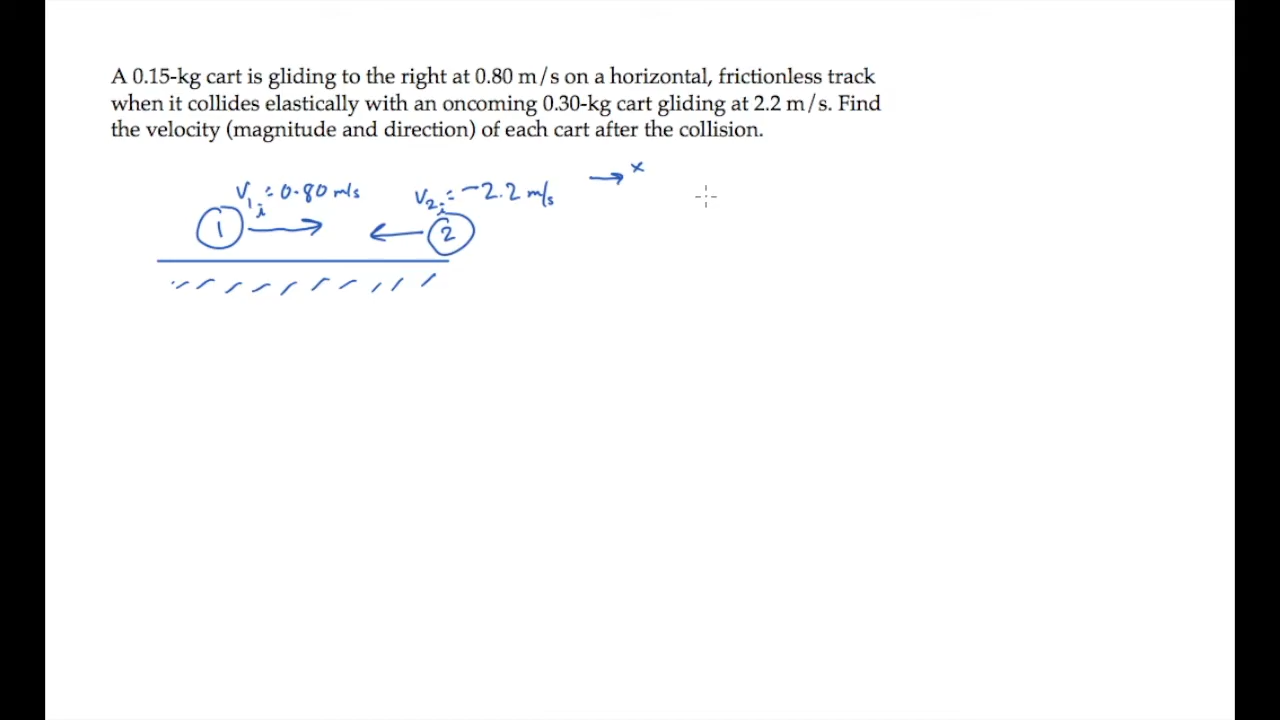 A 0.15-kg cart is gliding to the right at 0.80 m/s on a horizontal, frictionless track
when it collides elastically with an oncoming 0.30-kg cart gliding at 2.2 m/s. Find
the velocity (magnitude and direction) of each cart after the collision.
V₁ᵢ = 0.80 m/s V₂ᵢ = -2.2 m/s → x
1 2